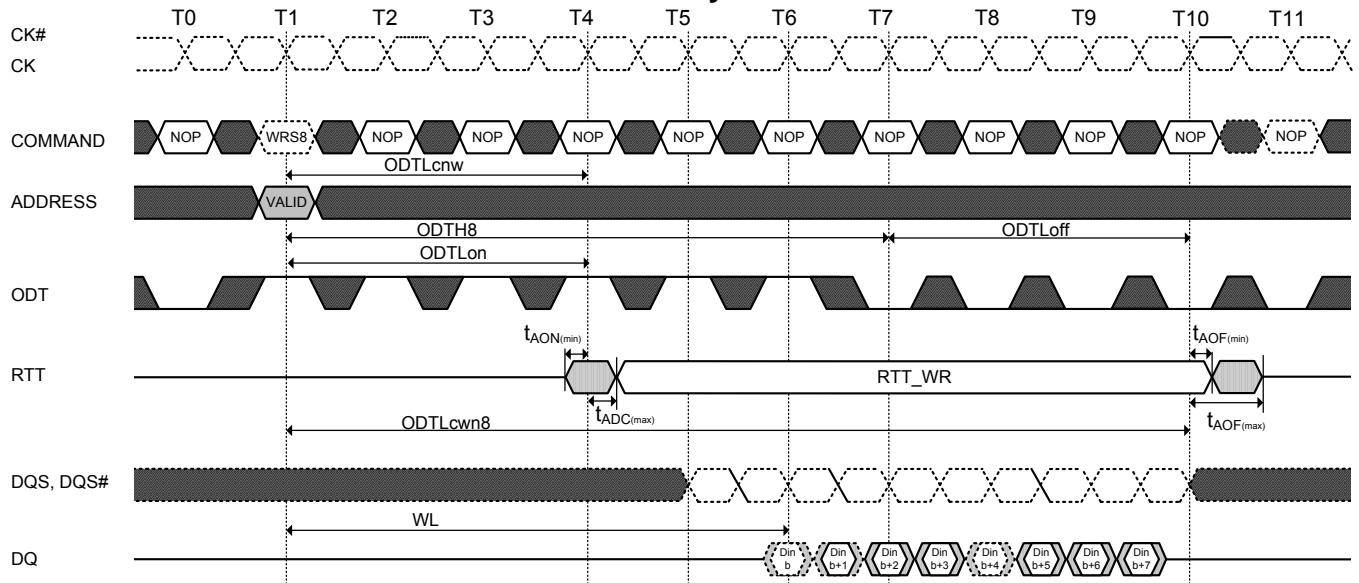 T0 T1 T2 T3 T4 T5 T6 T7 T8 T9 T10 T11
CK#
CK
COMMAND NOP WRS8 NOP NOP NOP NOP NOP NOP NOP NOP NOP NOP
ODTLcnw
ADDRESS VALID
ODTH8 ODTLoff
ODTLon
ODT
tAON(min) tAOF(min)
RTT RTT_WR
tADC(max) tAOF(max)
ODTLcwn8
DQS, DQS#
WL
DQ Din b Din b+1 Din b+2 Din b+3 Din b+4 Din b+5 Din b+6 Din b+7